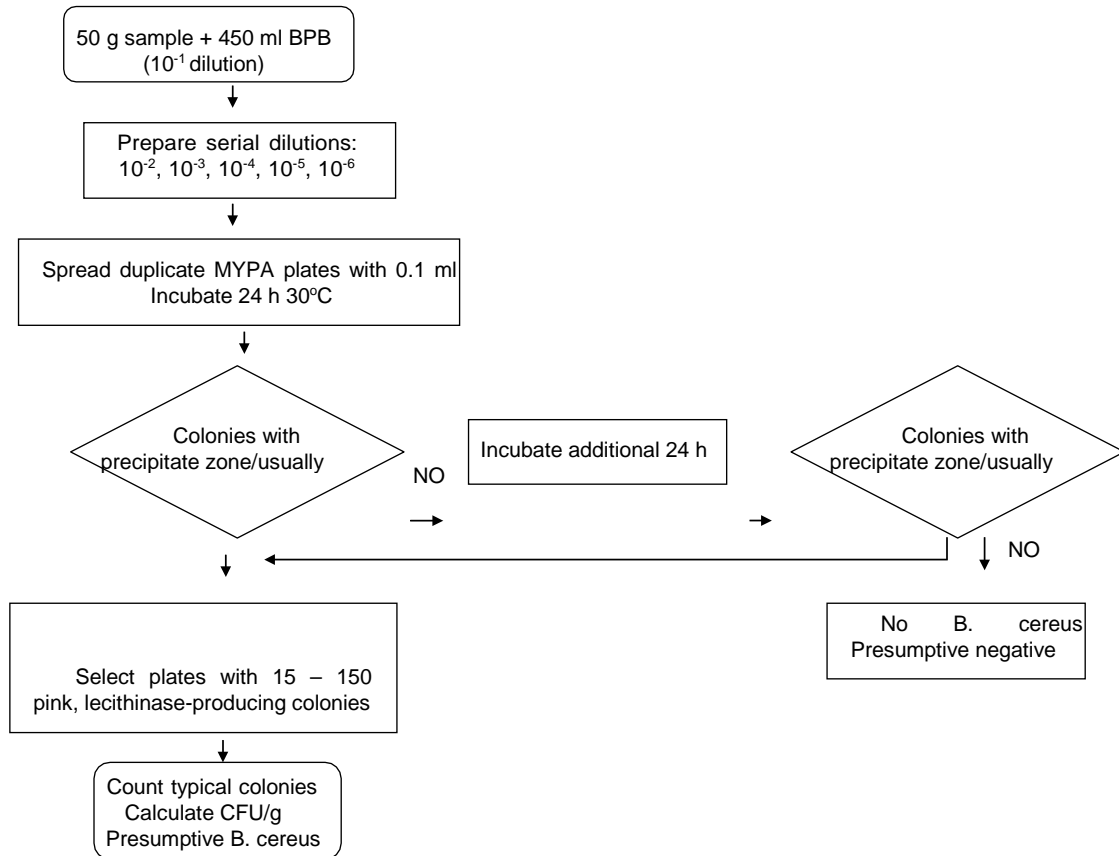 50 g sample + 450 ml BPB
(10⁻¹ dilution)
Prepare serial dilutions:
10⁻², 10⁻³, 10⁻⁴, 10⁻⁵, 10⁻⁶
Spread duplicate MYPA plates with 0.1 ml
Incubate 24 h 30ºC
Colonies with
precipitate zone/usually
NO
Incubate additional 24 h
Colonies with
precipitate zone/usually
NO
No B. cereus
Presumptive negative
Select plates with 15 – 150
pink, lecithinase-producing colonies
Count typical colonies
Calculate CFU/g
Presumptive B. cereus